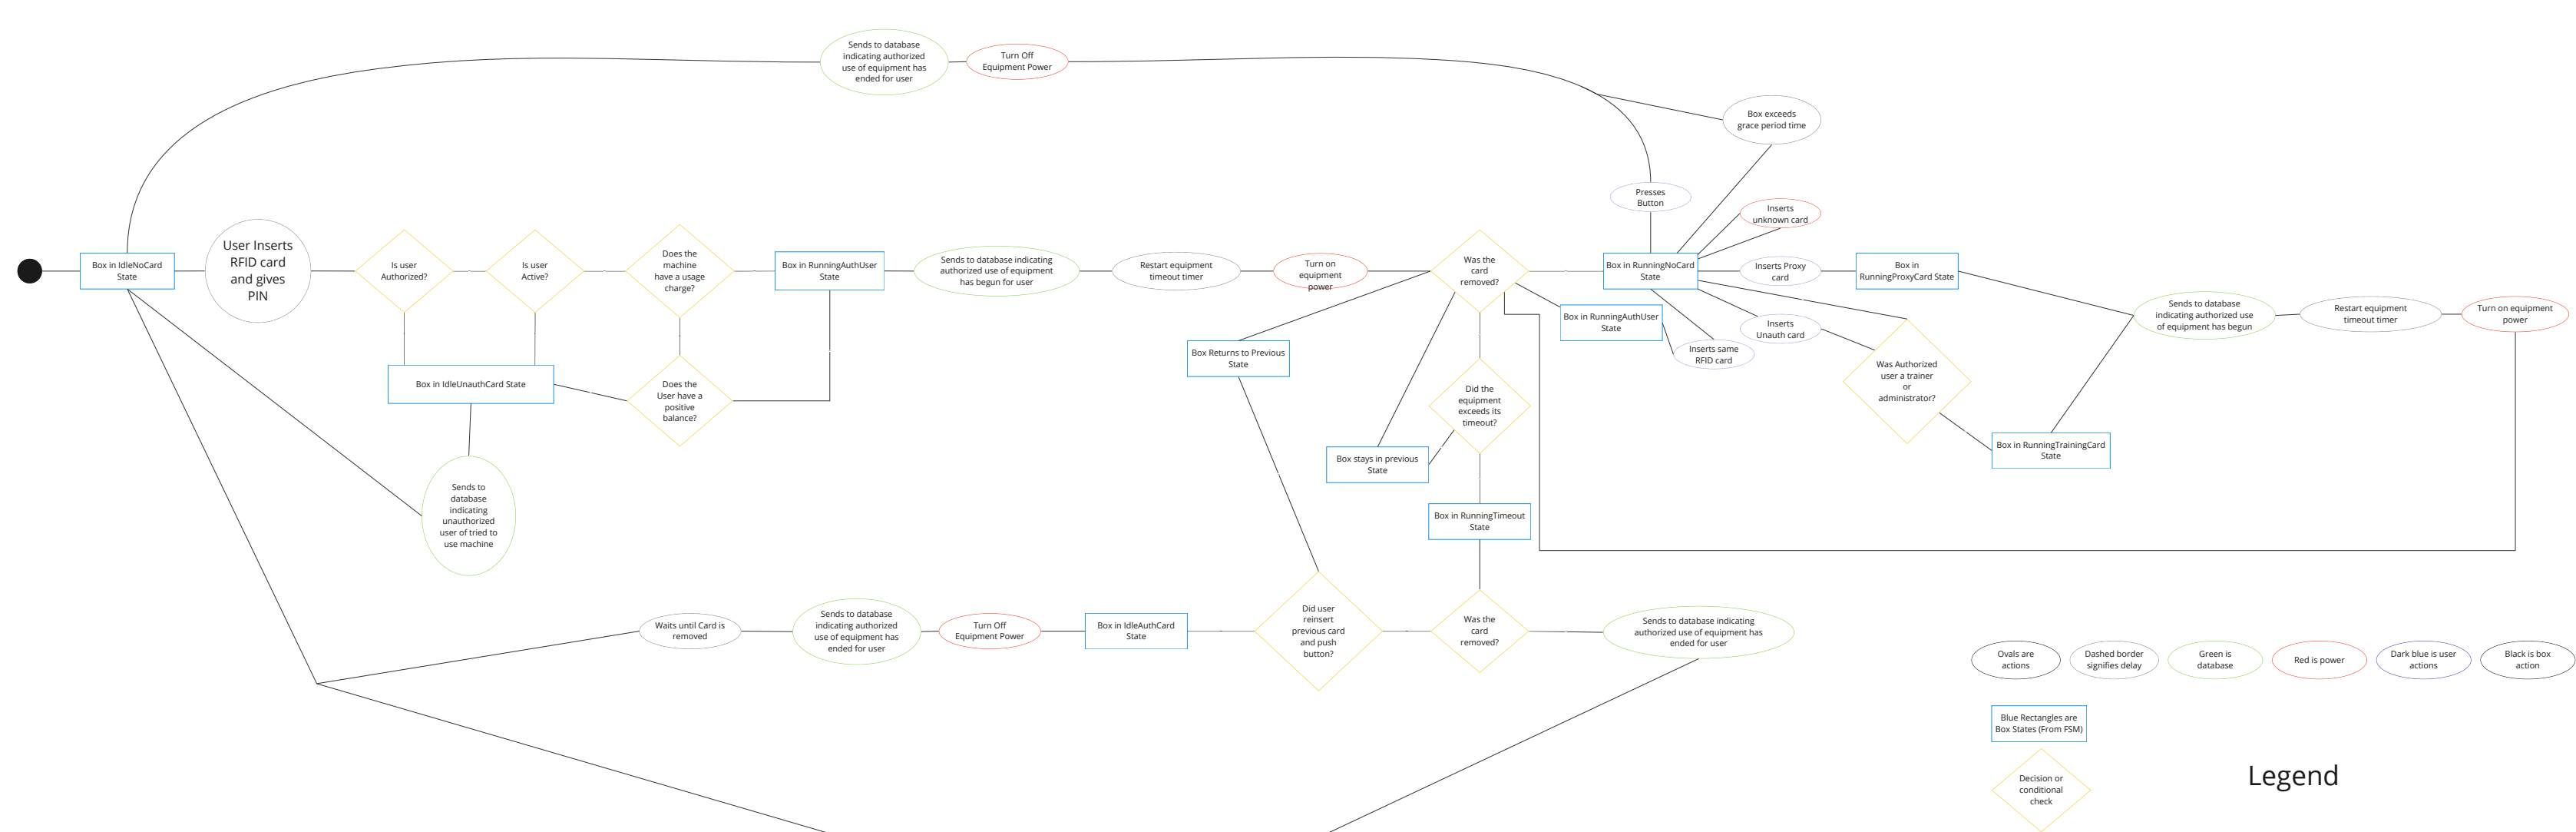 Sends to database
indicating authorized
use of equipment has
ended for user
Turn Off
Equipment Power
Box exceeds
grace period time
Presses
Button
Inserts
unknown card
Box in IdleNoCard
State
User Inserts
RFID card
and gives
PIN
Is user
Authorized?
Is user
Active?
Does the
machine
have a usage
charge?
Box in RunningAuthUser
State
Sends to database indicating
authorized use of equipment
has begun for user
Restart equipment
timeout timer
Turn on
equipment
power
Was the
card
removed?
Box in RunningNoCard
State
Inserts Proxy
card
Box in
RunningProxyCard State
Box in RunningAuthUser
State
Inserts
Unauth card
Inserts same
RFID card
Sends to database
indicating authorized use
of equipment has begun
Restart equipment
timeout timer
Turn on equipment
power
Box Returns to Previous
State
Was Authorized
user a trainer
or
administrator?
Box in IdleUnauthCard State
Does the
User have a
positive
balance?
Did the
equipment
exceeds its
timeout?
Box in RunningTrainingCard
State
Box stays in previous
State
Sends to
database
indicating
unauthorized
user of tried to
use machine
Box in RunningTimeout
State
Waits until Card is
removed
Sends to database
indicating authorized
use of equipment has
ended for user
Turn Off
Equipment Power
Box in IdleAuthCard
State
Did user
reinsert
previous card
and push
button?
Was the
card
removed?
Sends to database indicating
authorized use of equipment has
ended for user
Ovals are
actions
Dashed border
signifies delay
Green is
database
Red is power
Dark blue is user
actions
Black is box
action
Blue Rectangles are
Box States (From FSM)
Decision or
conditional
check
Legend